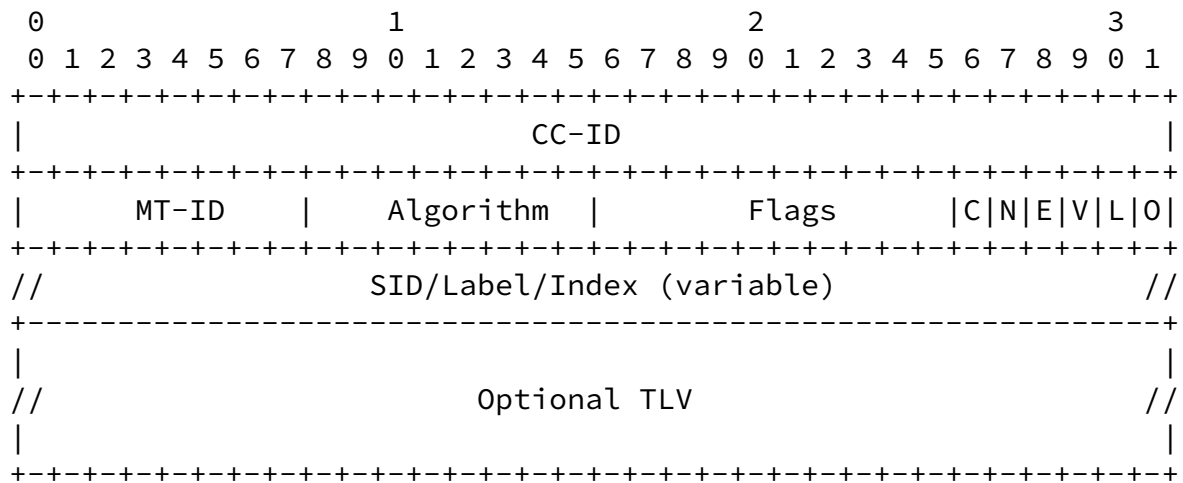 0                   1                   2                   3
 0 1 2 3 4 5 6 7 8 9 0 1 2 3 4 5 6 7 8 9 0 1 2 3 4 5 6 7 8 9 0 1
+-+-+-+-+-+-+-+-+-+-+-+-+-+-+-+-+-+-+-+-+-+-+-+-+-+-+-+-+-+-+-+-+
|                            CC-ID                              |
+-+-+-+-+-+-+-+-+-+-+-+-+-+-+-+-+-+-+-+-+-+-+-+-+-+-+-+-+-+-+-+-+
|      MT-ID    |    Algorithm  |        Flags      |C|N|E|V|L|O|
+-+-+-+-+-+-+-+-+-+-+-+-+-+-+-+-+-+-+-+-+-+-+-+-+-+-+-+-+-+-+-+-+
//                  SID/Label/Index (variable)                 //
+---------------------------------------------------------------+
|                                                               |
//                        Optional TLV                         //
|                                                               |
+-+-+-+-+-+-+-+-+-+-+-+-+-+-+-+-+-+-+-+-+-+-+-+-+-+-+-+-+-+-+-+-+